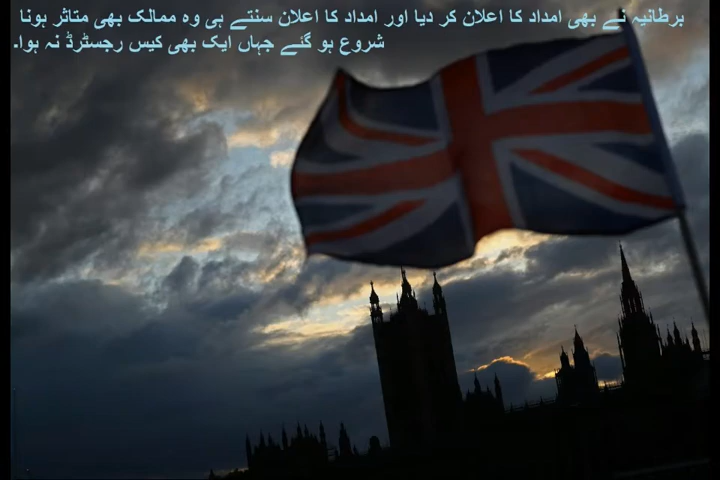 برطانیہ نے بھی امداد کا اعلان کر دیا اور امداد کا اعلان سنتے ہی وہ ممالک بھی متاثر ہونا
شروع ہو گئے جہاں ایک بھی کیس رجسٹرڈ نہ ہوا.